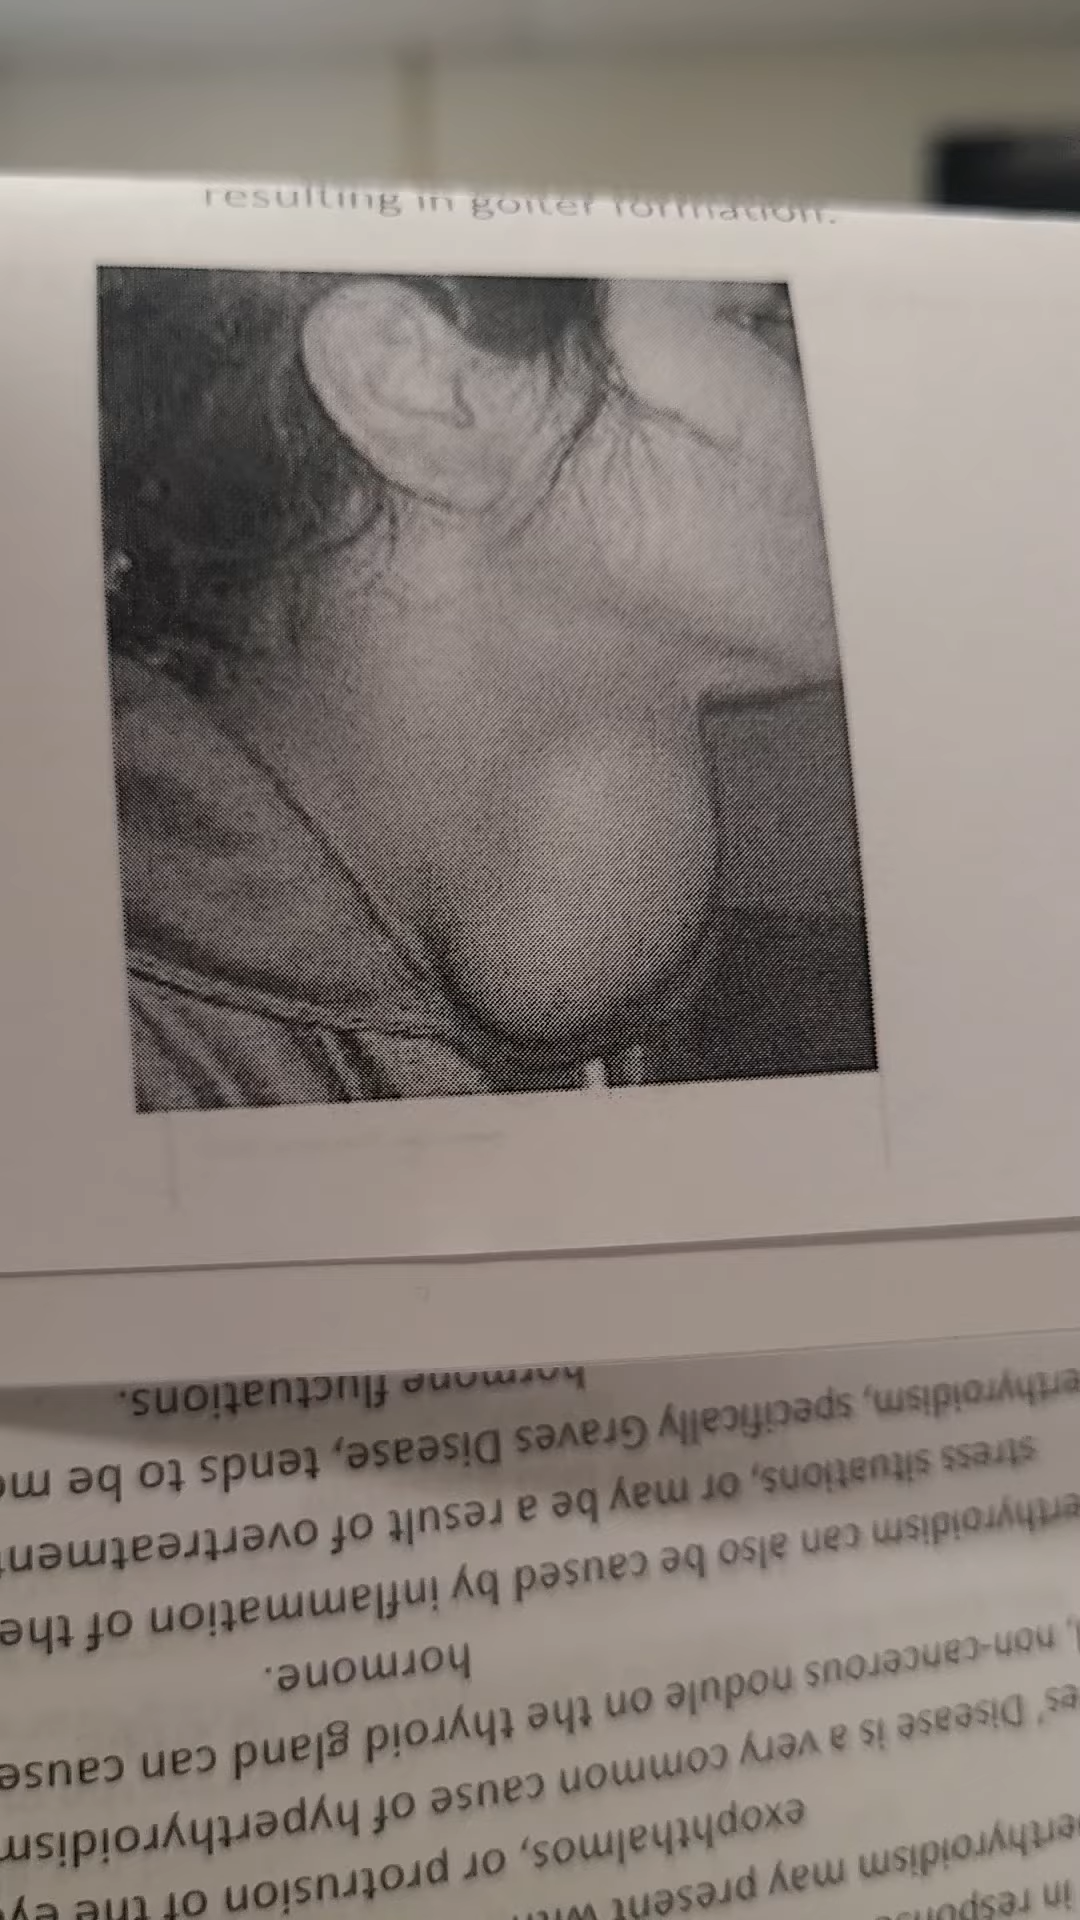 resulting in goiter formation.
in respons
erthyroidism may present with
exophthalmos, or protrusion of the ey
es' Disease is a very common cause of hyperthyroidism
, non-cancerous nodule on the thyroid gland can cause
hormone.
erthyroidism can also be caused by inflammation of the
stress situations, or may be a result of overtreatmen
erthyroidism, specifically Graves Disease, tends to be mo
hormone fluctuations.